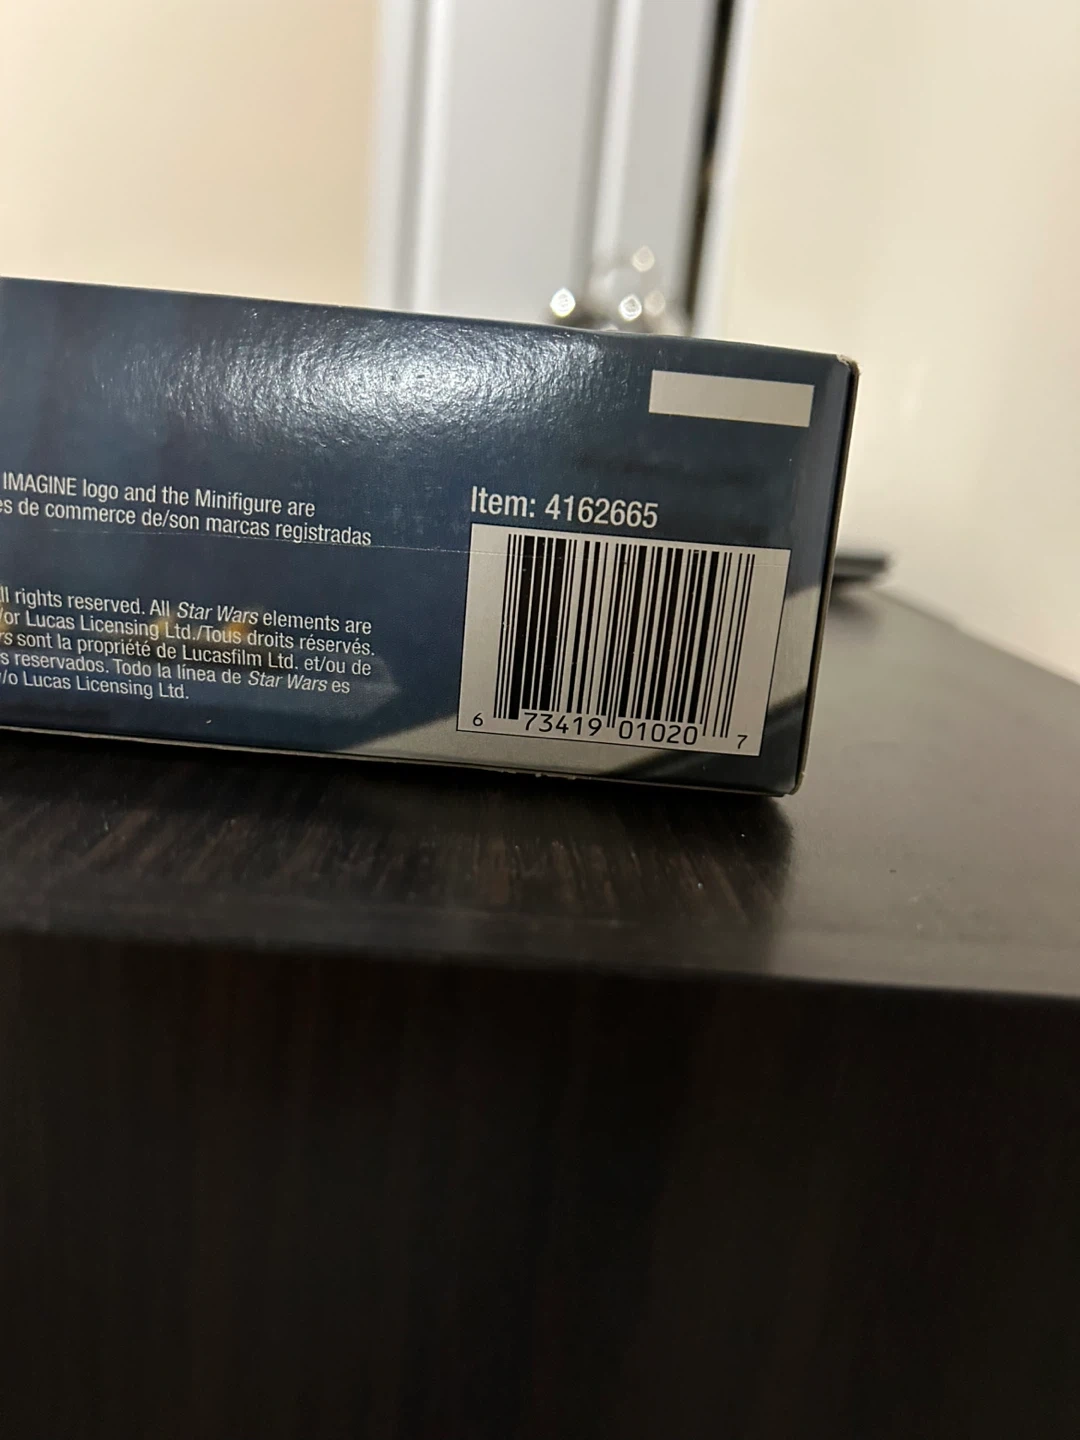 IMAGINE logo and the Minifigure are
es de commerce de/son marcas registradas
ll rights reserved. All Star Wars elements are
/or Lucas Licensing Ltd./Tous droits réservés.
rs sont la propriété de Lucasfilm Ltd. et/ou de
s reservados. Todo la línea de Star Wars es
/o Lucas Licensing Ltd.
Item: 4162665
6 73419 01020 7